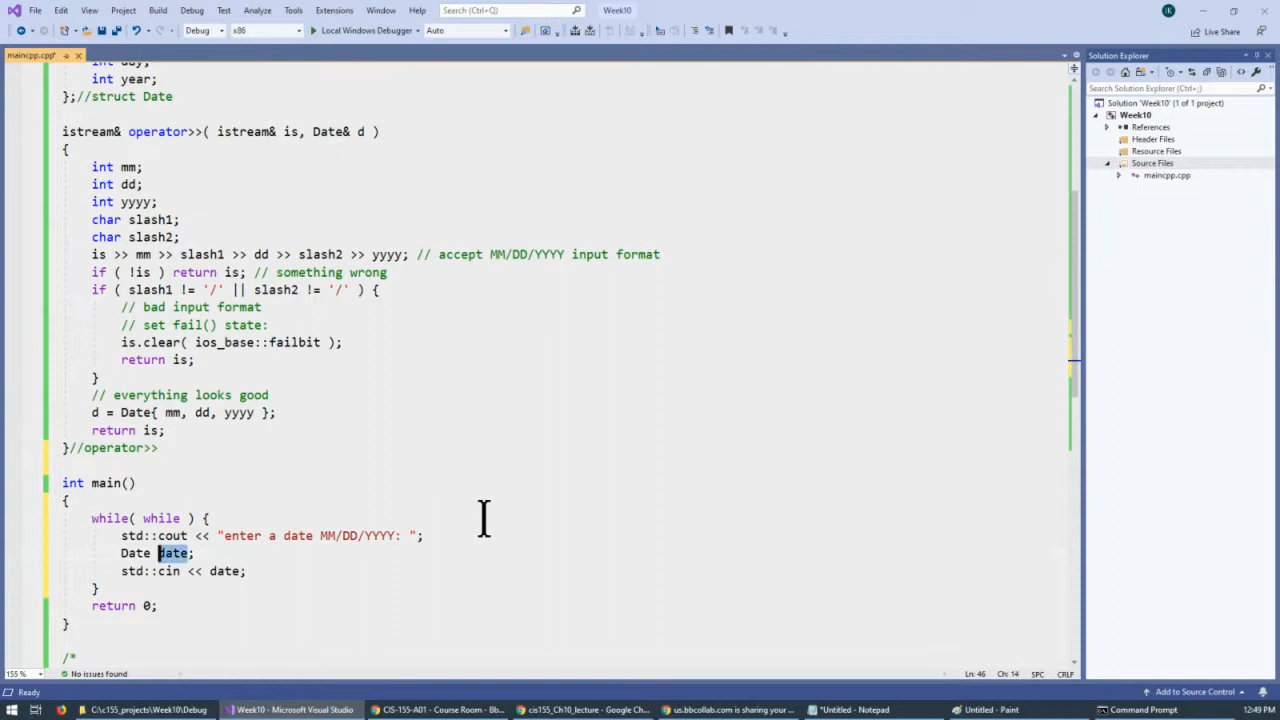 File Edit View Project Build Debug Test Analyze Tools Extensions Window Help Search (Ctrl+Q) Week10 IK
Debug x86 Local Windows Debugger Auto Live Share
maincpp.cpp*
int day;
int year;
};//struct Date
istream& operator>>( istream& is, Date& d )
{
int mm;
int dd;
int yyyy;
char slash1;
char slash2;
is >> mm >> slash1 >> dd >> slash2 >> yyyy; // accept MM/DD/YYYY input format
if ( !is ) return is; // something wrong
if ( slash1 != '/' || slash2 != '/' ) {
// bad input format
// set fail() state:
is.clear( ios_base::failbit );
return is;
}
// everything looks good
d = Date{ mm, dd, yyyy };
return is;
}//operator>>
int main()
{
while( while ) {
std::cout << "enter a date MM/DD/YYYY: ";
Date date;
std::cin << date;
}
return 0;
}
/*
155 % No issues found Ln: 46 Ch: 14 SPC CRLF
Solution Explorer
Search Solution Explorer (Ctrl+;)
Solution 'Week10' (1 of 1 project)
Week10
References
Header Files
Resource Files
Source Files
maincpp.cpp
Ready Add to Source Control
C:\c155_projects\Week10\Debug Week10 - Microsoft Visual Studio CIS-155-A01 - Course Room – Bb... cis155_Ch10_lecture - Google Ch... us.bbcollab.com is sharing your ... *Untitled - Notepad Untitled - Paint Command Prompt 12:49 PM